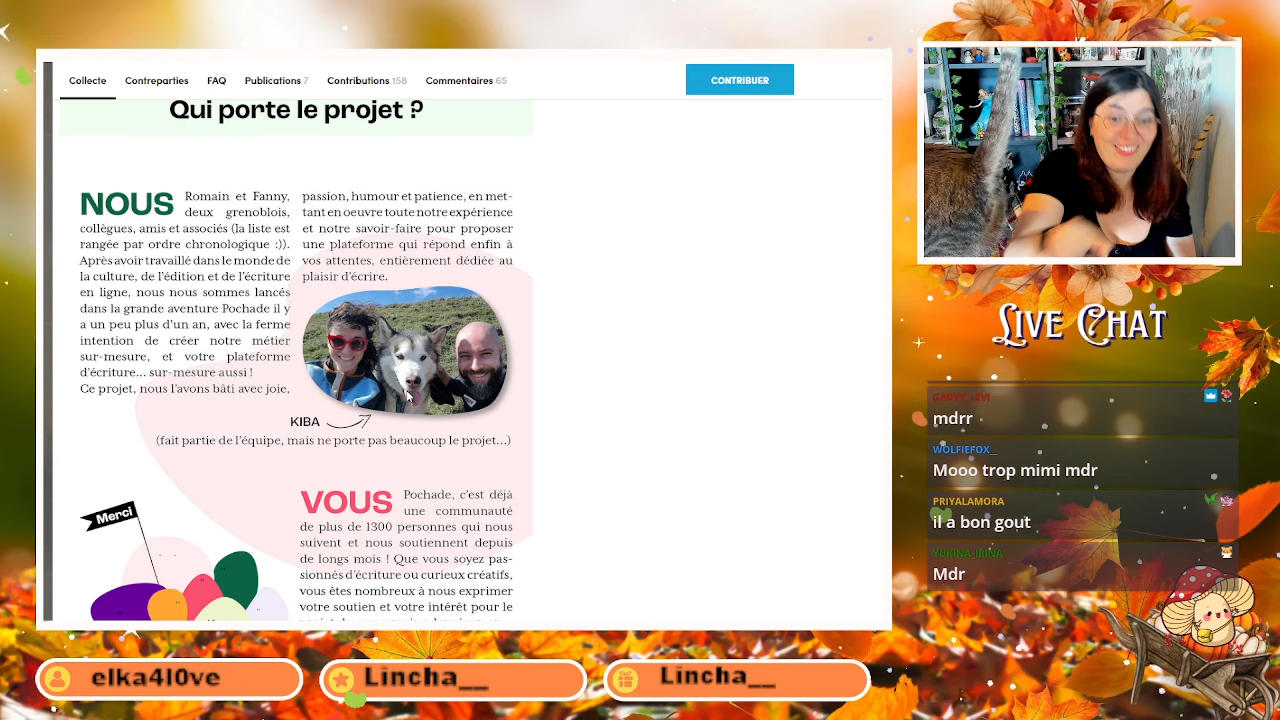 Collecte Contreparties FAQ Publications 7 Contributions 158 Commentaires 65 CONTRIBUER
Qui porte le projet ?
NOUS Romain et Fanny,
deux grenoblois,
collègues, amis et associés (la liste est
rangée par ordre chronologique :)).
Après avoir travaillé dans le monde de
la culture, de l'édition et de l'écriture
en ligne, nous nous sommes lancés
dans la grande aventure Pochade il y
a un peu plus d'un an, avec la ferme
intention de créer notre métier
sur-mesure, et votre plateforme
d'écriture... sur-mesure aussi !
Ce projet, nous l'avons bâti avec joie,
passion, humour et patience, en met-
tant en oeuvre toute notre expérience
et notre savoir-faire pour proposer
une plateforme qui répond enfin à
vos attentes, entièrement dédiée au
plaisir d'écrire.
KIBA
(fait partie de l'équipe, mais ne porte pas beaucoup le projet...)
Merci
VOUS Pochade, c'est déjà
une communauté
de plus de 1300 personnes qui nous
suivent et nous soutiennent depuis
de longs mois ! Que vous soyez pas-
sionnés d'écriture ou curieux créatifs,
vous êtes nombreux à nous exprimer
votre soutien et votre intérêt pour le
LIVE CHAT
mdrr
WOLFIEFOX__
Mooo trop mimi mdr
PRIYALAMORA
il a bon gout
YUKINA_IRINA
Mdr
elka4l0ve
Lincha__
Lincha__